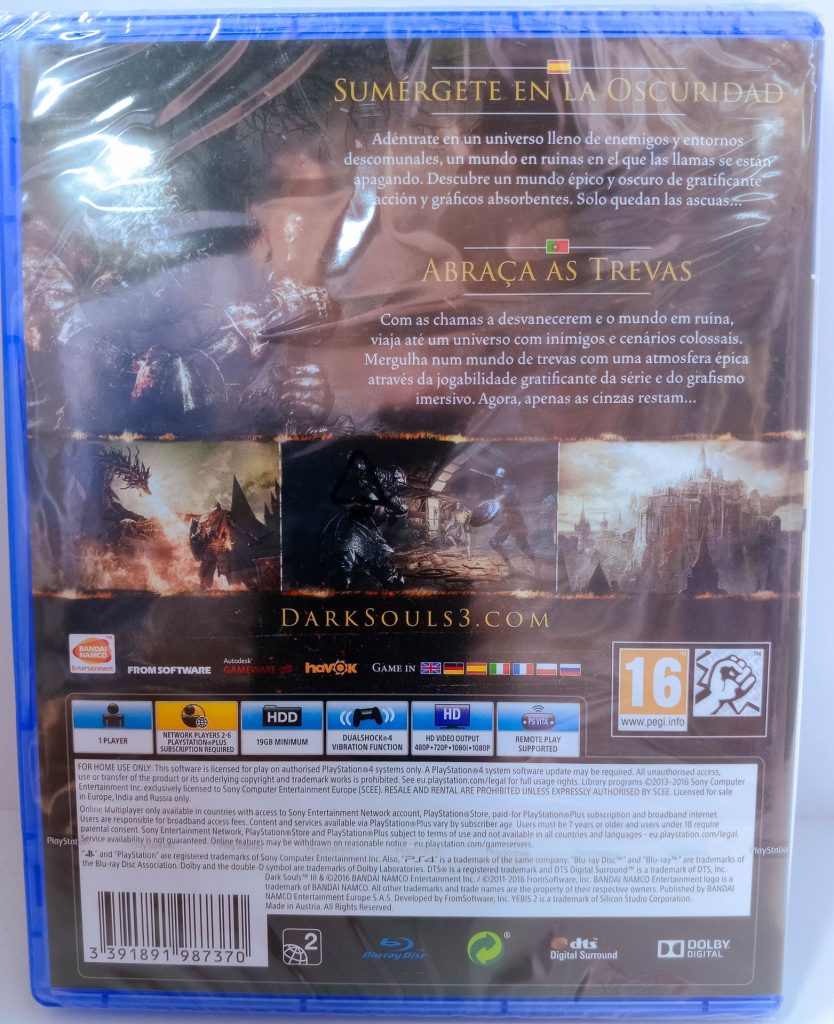 SUMÉRGETE EN LA OSCURIDAD
Adéntrate en un universo lleno de enemigos y entornos
descomunales, un mundo en ruinas en el que las llamas se están
apagando. Descubre un mundo épico y oscuro de gratificante
acción y gráficos absorbentes. Solo quedan las ascuas...
ABRAÇA AS TREVAS
Com as chamas a desvanecerem e o mundo em ruína,
viaja até um universo com inimigos e cenários colossais.
Mergulha num mundo de trevas com uma atmosfera épica
através da jogabilidade gratificante da série e do grafismo
imersivo. Agora, apenas as cinzas restam...
DARKSOULS3.COM
BANDAI
NAMCO
Entertainment
FROMSOFTWARE
Autodesk
GAMEWARE
havok
GAME IN
16
www.pegi.info
1 PLAYER
NETWORK PLAYERS 2-6
PLAYSTATION®PLUS
SUBSCRIPTION REQUIRED
HDD
19GB MINIMUM
DUALSHOCK®4
VIBRATION FUNCTION
HD
HD VIDEO OUTPUT
480P•720P•1080i•1080P
PS VITA
REMOTE PLAY
SUPPORTED
FOR HOME USE ONLY: This software is licensed for play on authorised PlayStation®4 systems only. A PlayStation®4 system software update may be required. All unauthorised access,
use or transfer of the product or its underlying copyright and trademark works is prohibited. See eu.playstation.com/legal for full usage rights. Library programs ©2013-2016 Sony Computer
Entertainment Inc. exclusively licensed to Sony Computer Entertainment Europe (SCEE). RESALE AND RENTAL ARE PROHIBITED UNLESS EXPRESSLY AUTHORISED BY SCEE. Licensed for sale
in Europe, India and Russia only.
Online Multiplayer only available in countries with access to Sony Entertainment Network account, PlayStation®Store, paid-for PlayStation®Plus subscription and broadband internet.
Users are responsible for broadband access fees. Content and services available via PlayStation®Plus vary by subscriber age. Users must be 7 years or older and users under 18 require
parental consent. Sony Entertainment Network, PlayStation®Store and PlayStation®Plus subject to terms of use and not available in all countries and languages - eu.playstation.com/legal.
Service availability is not guaranteed. Online features may be withdrawn on reasonable notice - eu.playstation.com/gameservers.
" " and "PlayStation" are registered trademarks of Sony Computer Entertainment Inc. Also, "PS4" is a trademark of the same company. "Blu-ray Disc™" and "Blu-ray™" are trademarks of
the Blu-ray Disc Association. Dolby and the double-D symbol are trademarks of Dolby Laboratories. DTS® is a registered trademark and DTS Digital Surround™ is a trademark of DTS, Inc.
Dark Souls™ III & ©2016 BANDAI NAMCO Entertainment Inc. / ©2011-2016 FromSoftware, Inc. BANDAI NAMCO Entertainment logo is a
trademark of BANDAI NAMCO. All other trademarks and trade names are the property of their respective owners. Published by BANDAI
NAMCO Entertainment Europe S.A.S. Developed by FromSoftware, Inc. YEBIS 2 is a trademark of Silicon Studio Corporation.
Made in Austria. All Rights Reserved.
3 391891 987370
2
Blu-ray Disc
dts
Digital Surround
DOLBY
DIGITAL